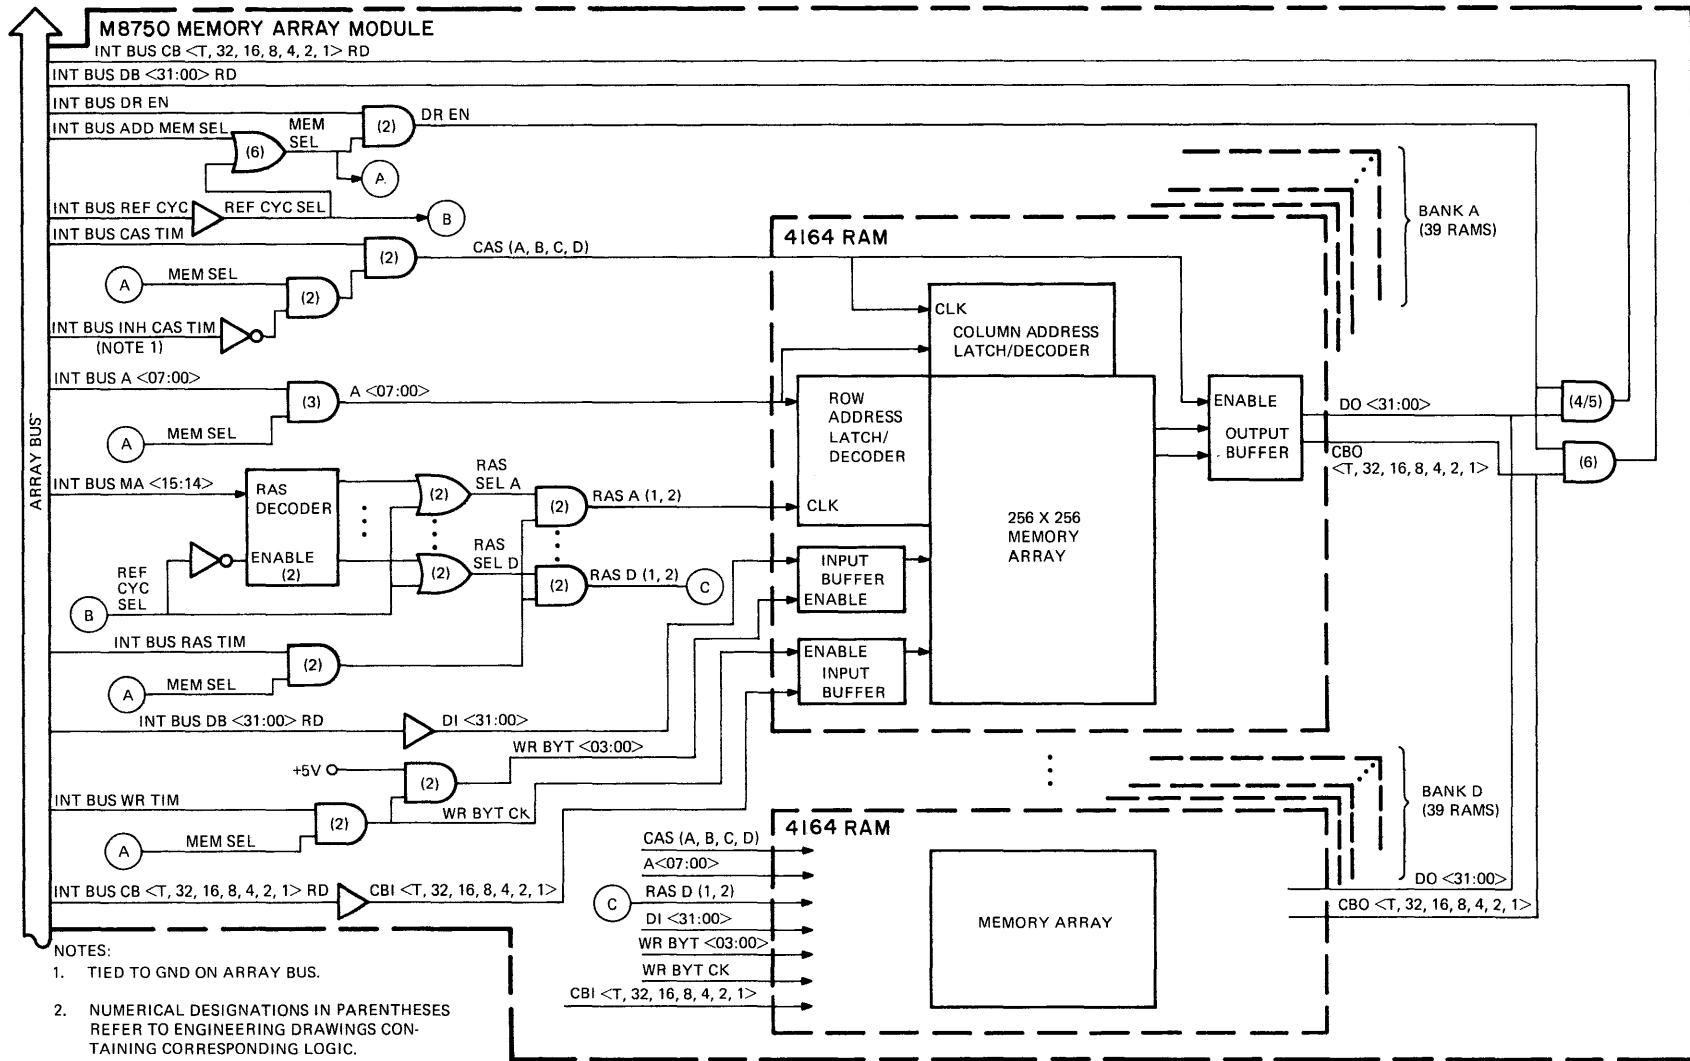 M8750 MEMORY ARRAY MODULE
INT BUS CB <T, 32, 16, 8, 4, 2, 1> RD
INT BUS DB <31:00> RD
INT BUS DR EN
INT BUS ADD MEM SEL
(6)
MEM
SEL
(2)
DR EN
A
INT BUS REF CYC
REF CYC SEL
B
INT BUS CAS TIM
(2)
CAS (A, B, C, D)
A
MEM SEL
(2)
INT BUS INH CAS TIM
(NOTE 1)
INT BUS A <07:00>
(3)
A <07:00>
A
MEM SEL
ARRAY BUS
INT BUS MA <15:14>
RAS
DECODER
ENABLE
(2)
(2)
RAS
SEL A
(2)
RAS A (1, 2)
(2)
RAS
SEL D
(2)
RAS D (1, 2)
C
REF
CYC
SEL
B
INT BUS RAS TIM
(2)
A
MEM SEL
INT BUS DB <31:00> RD
DI <31:00>
WR BYT <03:00>
+5V
(2)
INT BUS WR TIM
(2)
WR BYT CK
A
MEM SEL
INT BUS CB <T, 32, 16, 8, 4, 2, 1> RD
CBI <T, 32, 16, 8, 4, 2, 1>
4164 RAM
CLK
COLUMN ADDRESS
LATCH/DECODER
ROW
ADDRESS
LATCH/
DECODER
CLK
256 X 256
MEMORY
ARRAY
INPUT
BUFFER
ENABLE
ENABLE
INPUT
BUFFER
ENABLE
OUTPUT
BUFFER
BANK A
(39 RAMS)
DO <31:00>
CBO
<T, 32, 16, 8, 4, 2, 1>
(4/5)
(6)
BANK D
(39 RAMS)
4164 RAM
CAS (A, B, C, D)
A<07:00>
C
RAS D (1, 2)
DI <31:00>
WR BYT <03:00>
WR BYT CK
CBI <T, 32, 16, 8, 4, 2, 1>
MEMORY ARRAY
DO <31:00>
CBO <T, 32, 16, 8, 4, 2, 1>
NOTES:
1. TIED TO GND ON ARRAY BUS.
2. NUMERICAL DESIGNATIONS IN PARENTHESES
REFER TO ENGINEERING DRAWINGS CON-
TAINING CORRESPONDING LOGIC.